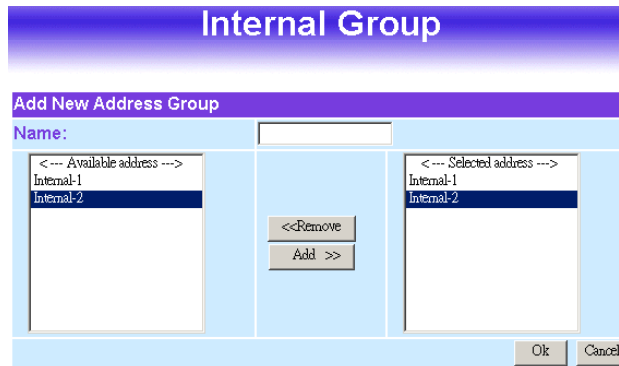 Internal Group
Add New Address Group
Name:
<--- Available address --->
Internal-1
Internal-2
<<Remove
Add >>
<--- Selected address --->
Internal-1
Internal-2
Ok
Cancel